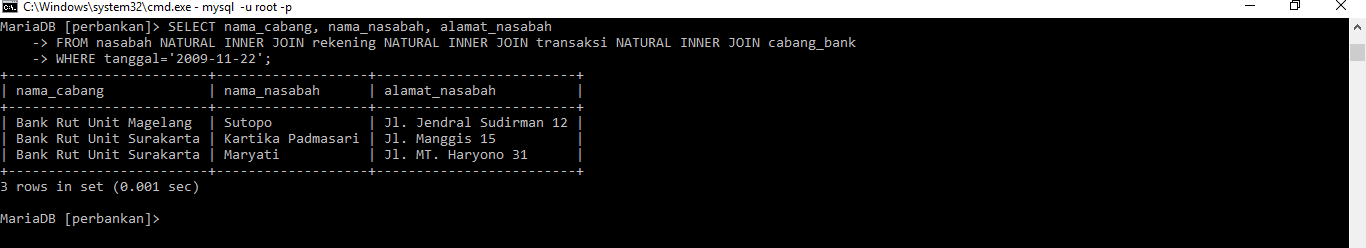 C:\Windows\system32\cmd.exe - mysql -u root -p
MariaDB [perbankan]> SELECT nama_cabang, nama_nasabah, alamat_nasabah
    -> FROM nasabah NATURAL INNER JOIN rekening NATURAL INNER JOIN transaksi NATURAL INNER JOIN cabang_bank
    -> WHERE tanggal='2009-11-22';
+-------------------------+-------------------+-------------------------+
| nama_cabang             | nama_nasabah      | alamat_nasabah          |
+-------------------------+-------------------+-------------------------+
| Bank Rut Unit Magelang  | Sutopo            | Jl. Jendral Sudirman 12 |
| Bank Rut Unit Surakarta | Kartika Padmasari | Jl. Manggis 15          |
| Bank Rut Unit Surakarta | Maryati           | Jl. MT. Haryono 31      |
+-------------------------+-------------------+-------------------------+
3 rows in set (0.001 sec)
MariaDB [perbankan]>